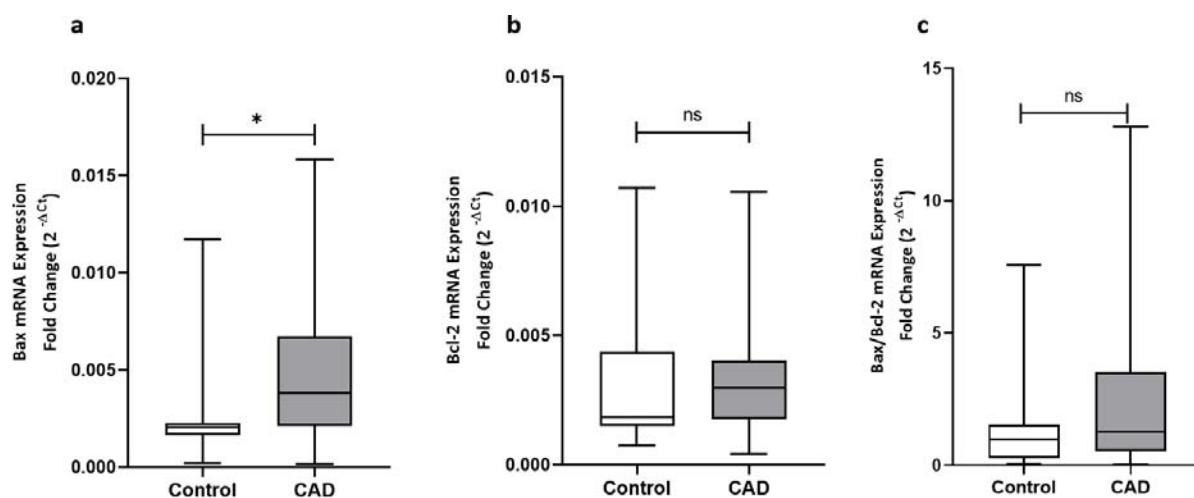 a
Bax mRNA Expression
Fold Change (2 -ΔCt)
0.020
0.015
0.010
0.005
0.000
*
Control CAD
b
Bcl-2 mRNA Expression
Fold Change (2 -ΔCt)
0.015
0.010
0.005
0.000
ns
Control CAD
c
Bax/Bcl-2 mRNA Expression
Fold Change (2 -ΔCt)
15
10
5
0
ns
Control CAD